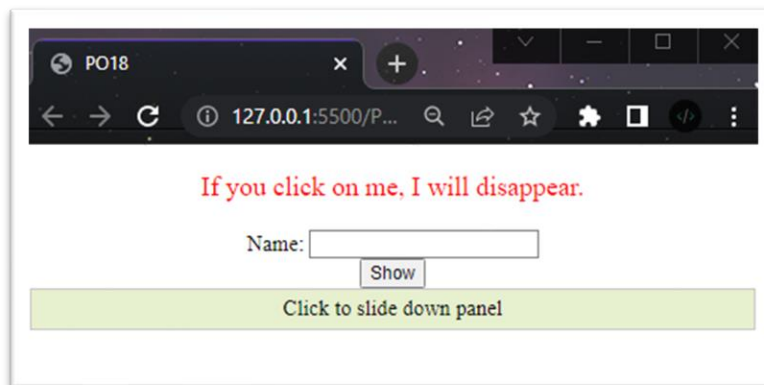 PO18
127.0.0.1:5500/P...
If you click on me, I will disappear.
Name:
Show
Click to slide down panel